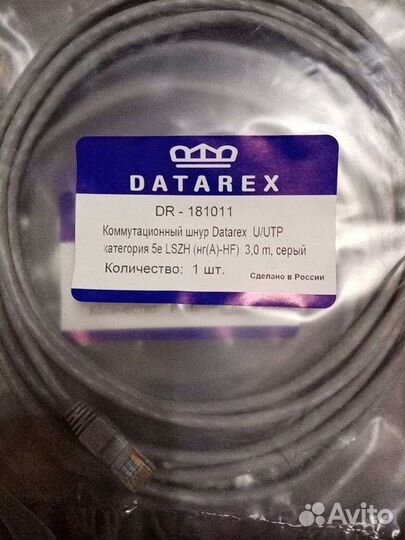 DATAREX
DR - 181011
Коммутационный шнур Datarex U/UTP
категория 5е LSZH (нг(А)-HF) 3,0 m, серый
Количество: 1 шт.
Сделано в России
Avito